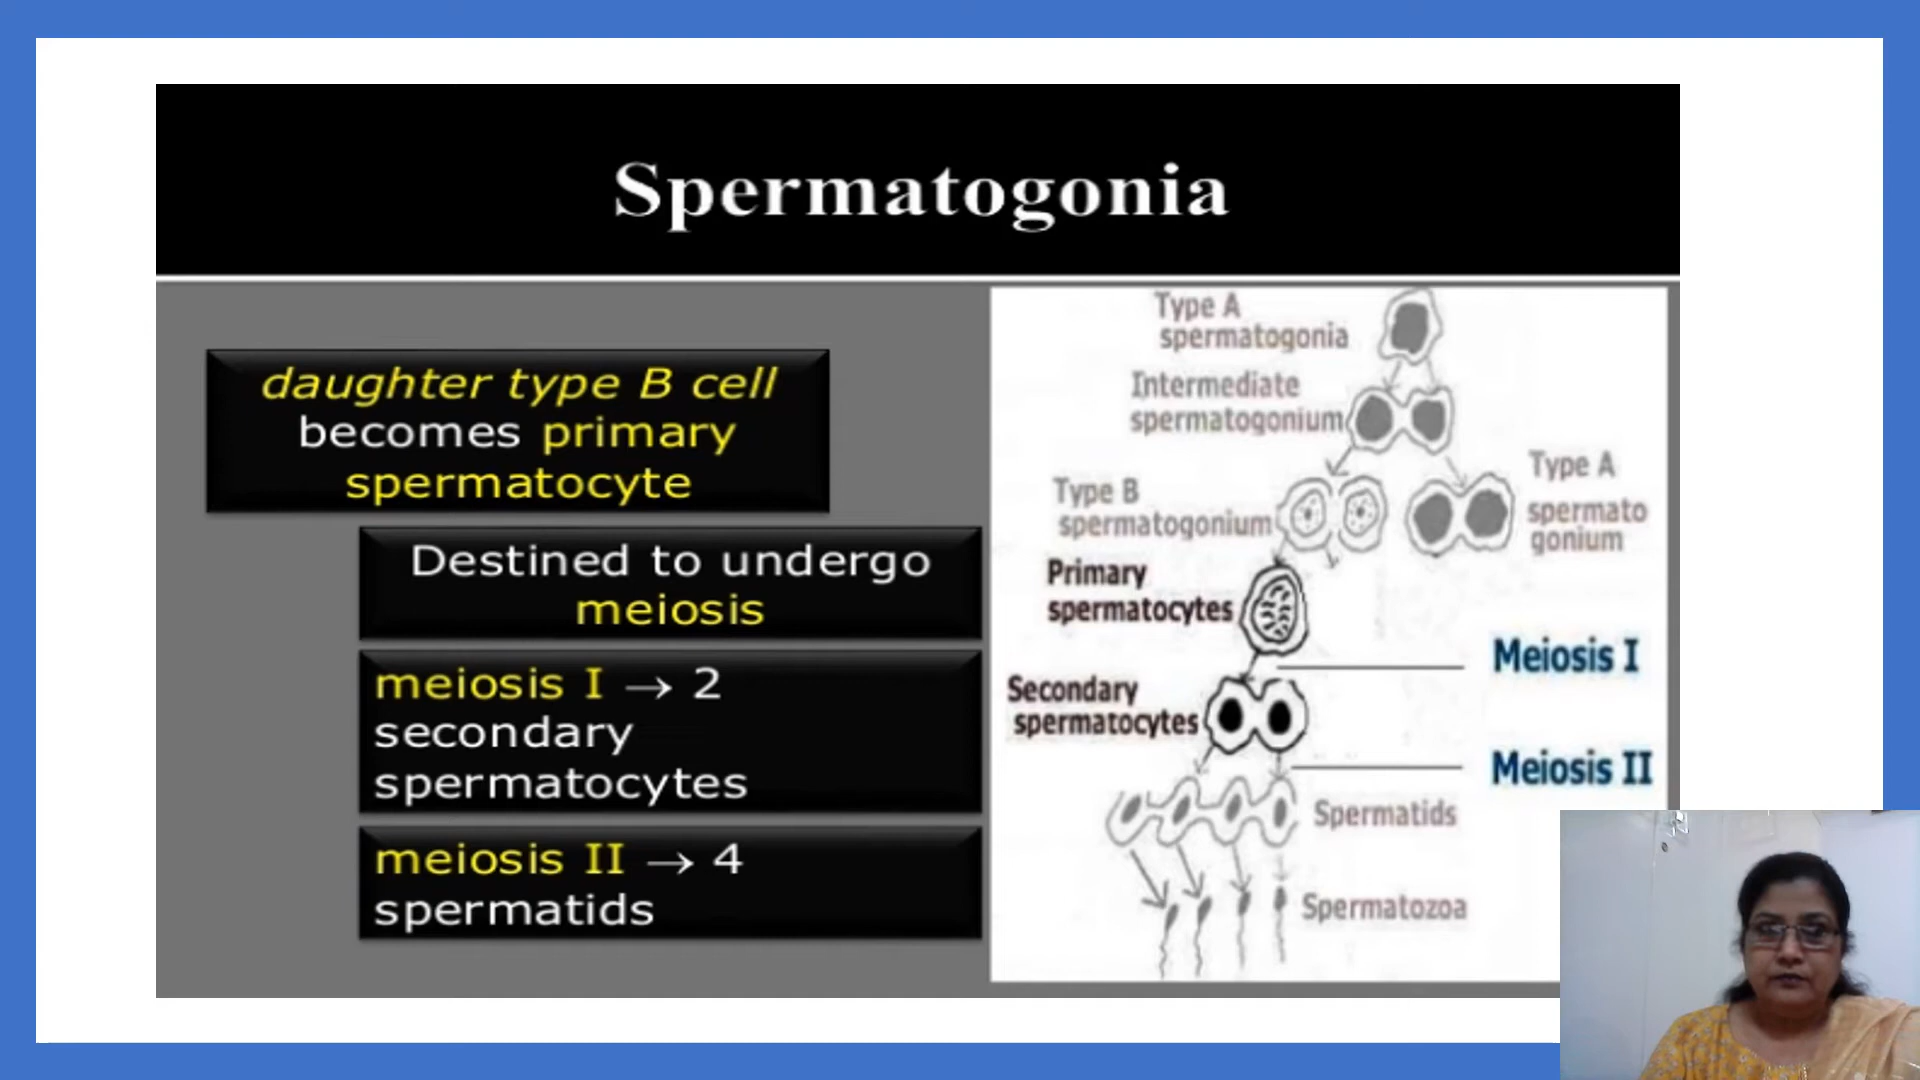 Spermatogonia
daughter type B cell
becomes primary
spermatocyte
Destined to undergo
meiosis
meiosis I → 2
secondary
spermatocytes
meiosis II → 4
spermatids
Type A
spermatogonia
Intermediate
spermatogonium
Type A
spermato
gonium
Type B
spermatogonium
Primary
spermatocytes
Meiosis I
Secondary
spermatocytes
Meiosis II
Spermatids
Spermatozoa